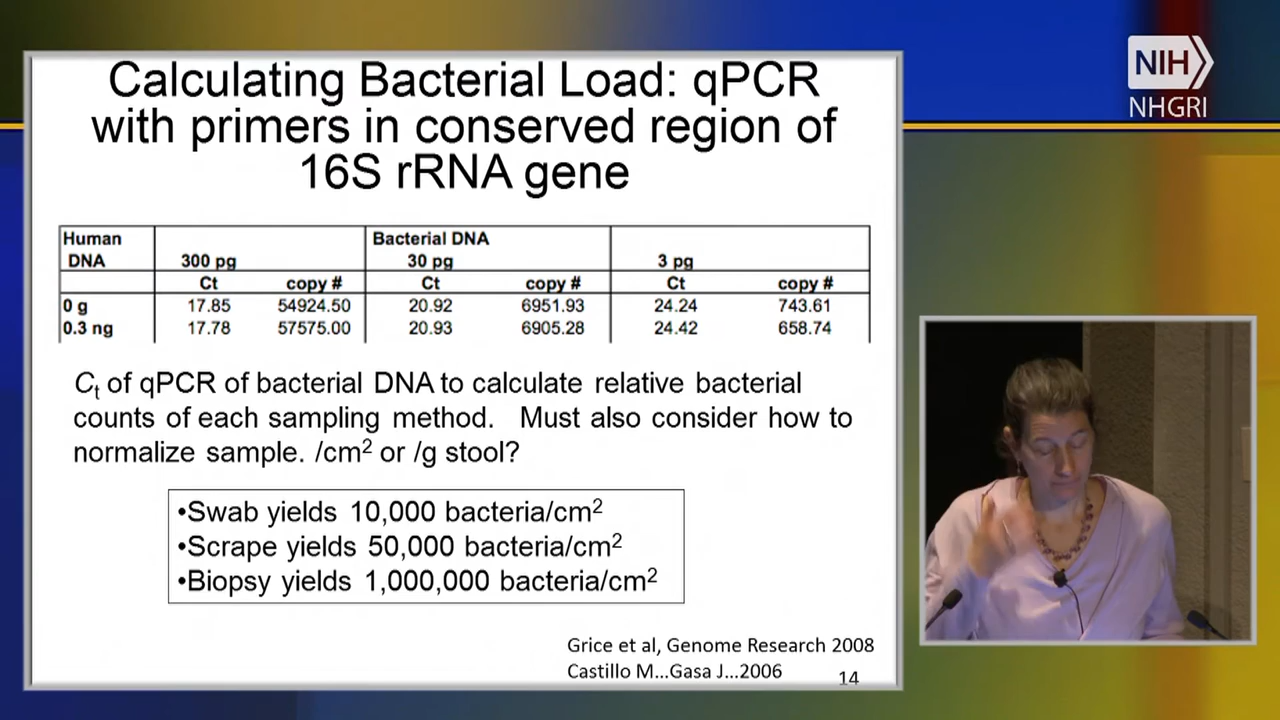 Calculating Bacterial Load: qPCR
with primers in conserved region of
16S rRNA gene
Human Bacterial DNA
DNA 300 pg 30 pg 3 pg
Ct copy # Ct copy # Ct copy #
0 g 17.85 54924.50 20.92 6951.93 24.24 743.61
0.3 ng 17.78 57575.00 20.93 6905.28 24.42 658.74
Ct of qPCR of bacterial DNA to calculate relative bacterial
counts of each sampling method. Must also consider how to
normalize sample. /cm2 or /g stool?
•Swab yields 10,000 bacteria/cm2
•Scrape yields 50,000 bacteria/cm2
•Biopsy yields 1,000,000 bacteria/cm2
Grice et al, Genome Research 2008
Castillo M...Gasa J...2006
14
NIH
NHGRI